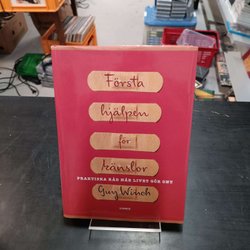 Första
hjälpen
för
känslor
PRAKTISKA RÅD NÄR LIVET GÖR ONT
Guy Winch